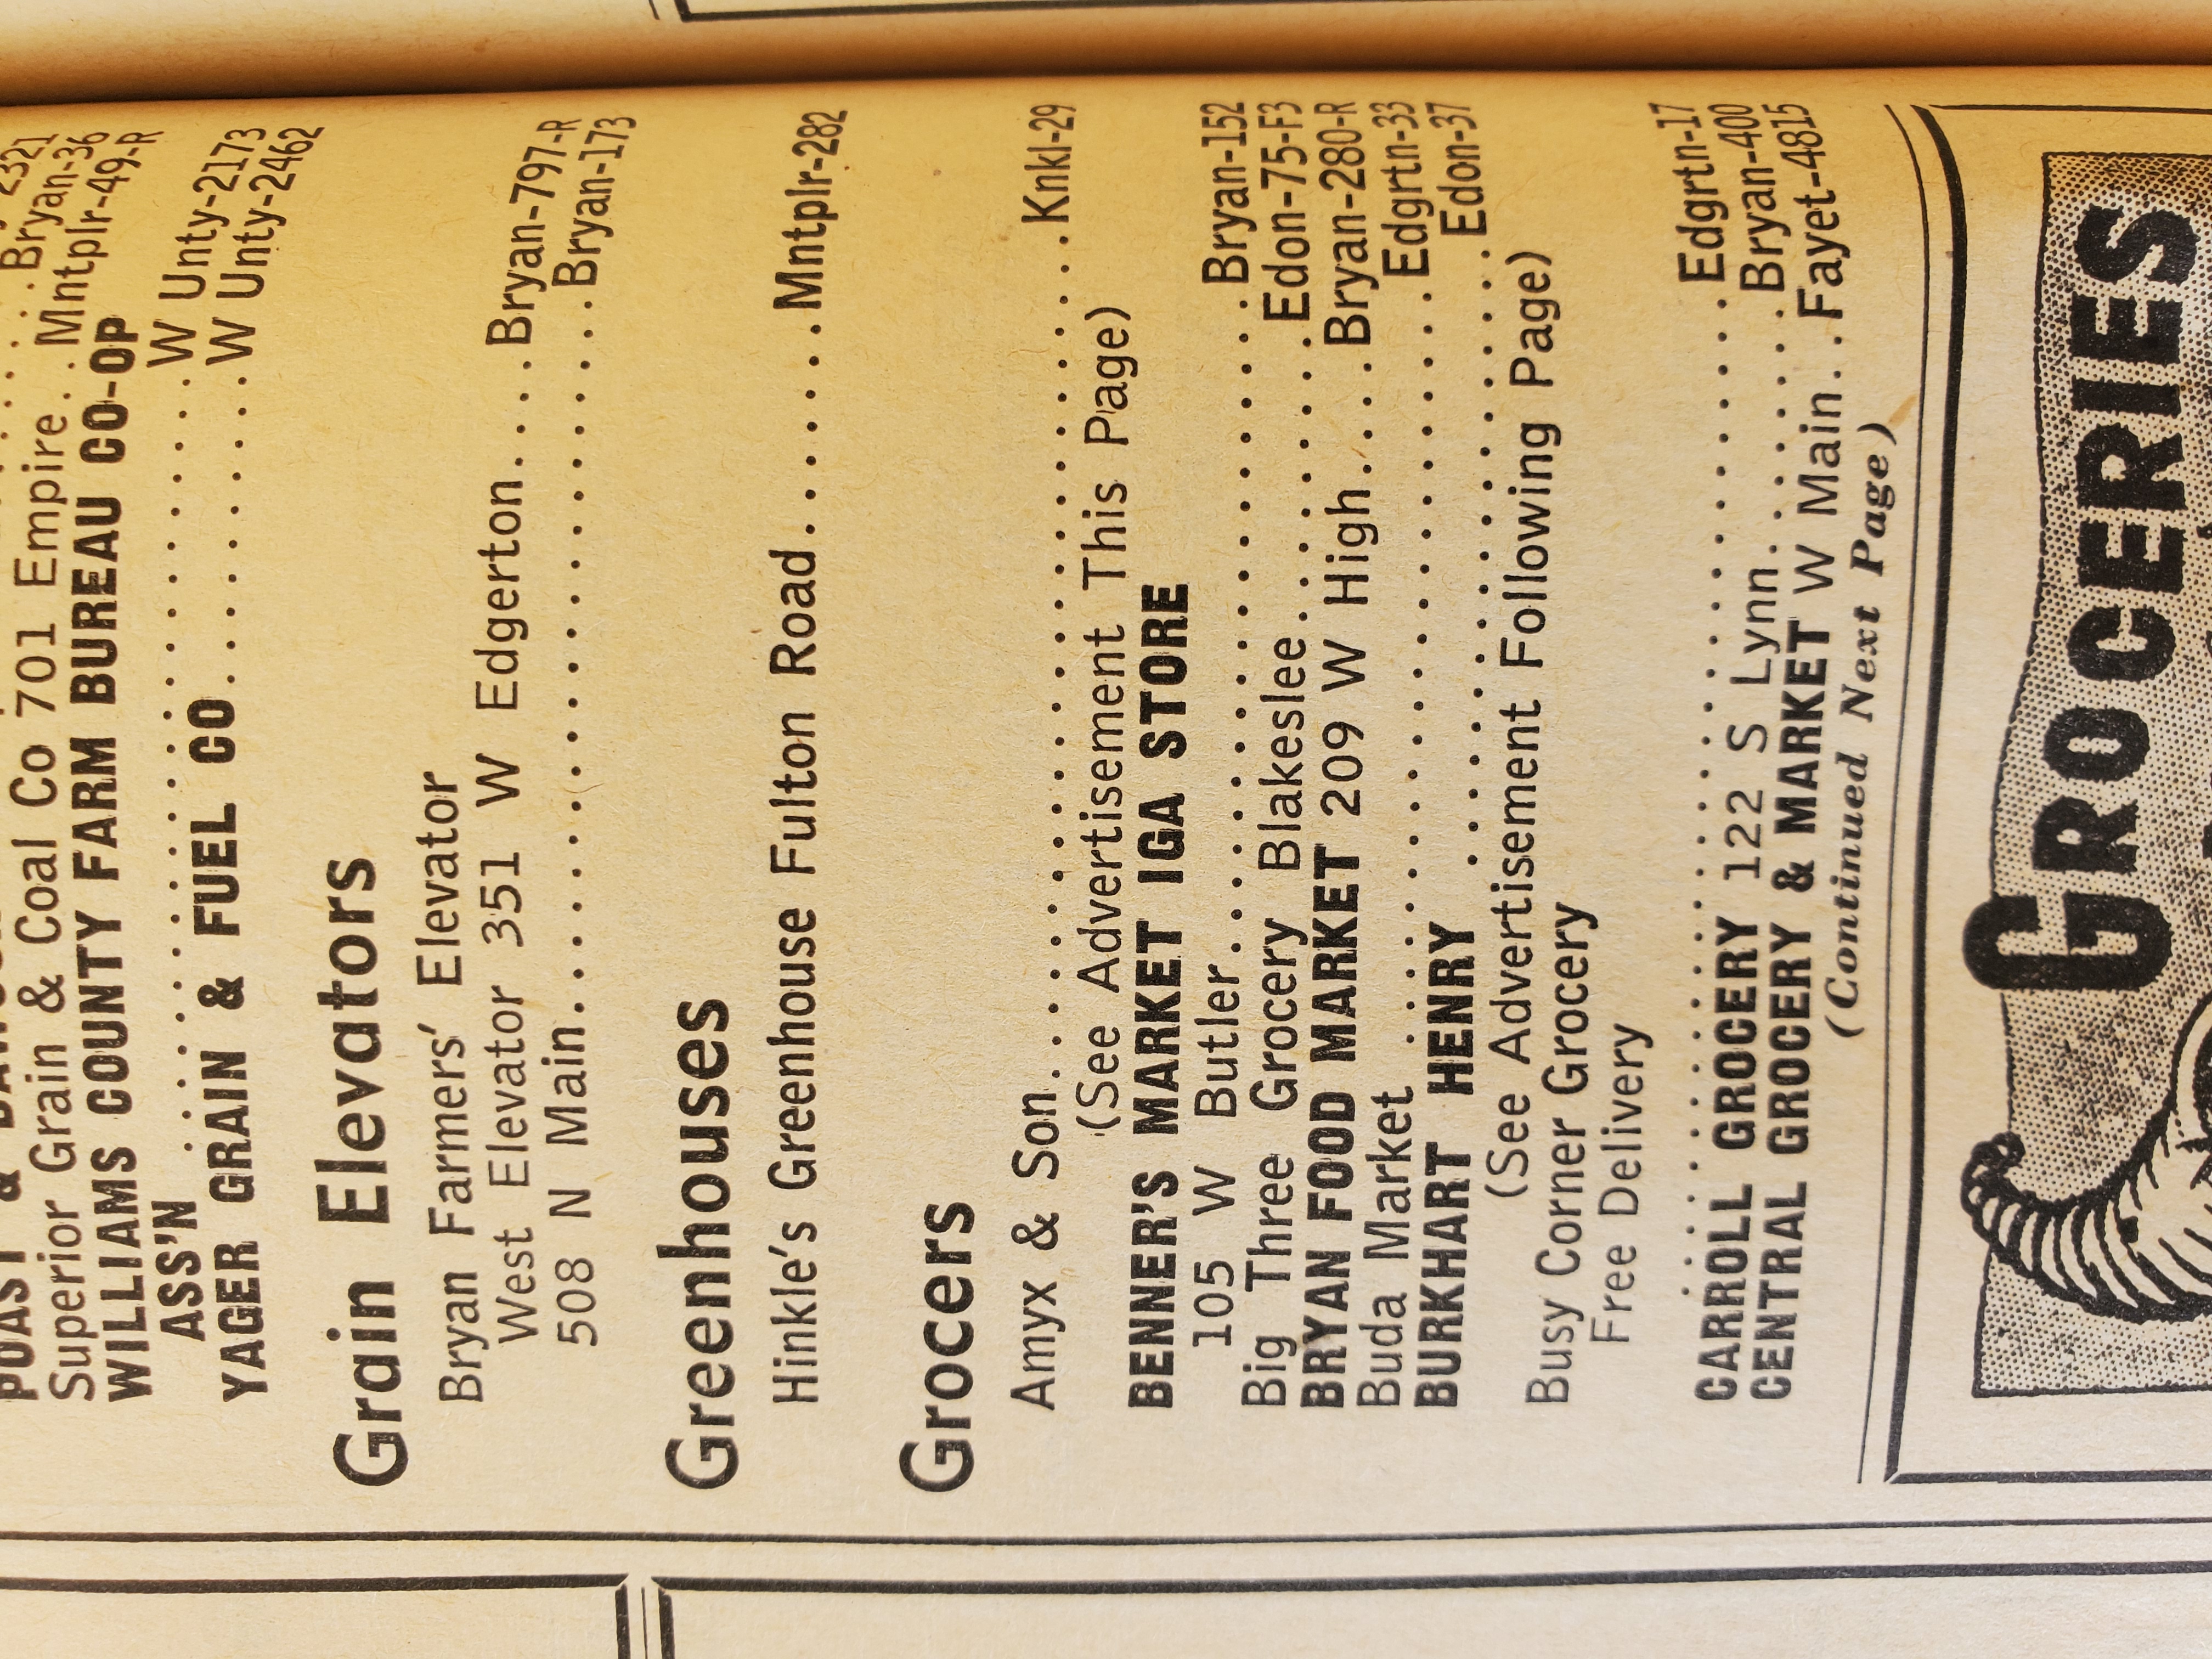 2321
POAST & Bryan-36
Superior Grain & Coal Co 701 Empire..Mntplr-49-R
WILLIAMS COUNTY FARM BUREAU CO-OP
ASS'N ..................W Unty-2173
YAGER GRAIN & FUEL CO...........W Unty-2462
Grain Elevators
Bryan Farmers' Elevator
West Elevator 351 W Edgerton....Bryan-797-R
508 N Main......................Bryan-173
Greenhouses
Hinkle's Greenhouse Fulton Road.......Mntplr-282
Grocers
Amyx & Son..........................Knkl-29
(See Advertisement This Page)
BENNER'S MARKET IGA STORE
105 W Butler.......................Bryan-152
Big Three Grocery Blakeslee..........Edon-75-F3
BRYAN FOOD MARKET 209 W High....Bryan-280-R
Buda Market ........................Edgrtn-33
BURKHART HENRY ...................Edon-37
(See Advertisement Following Page)
Busy Corner Grocery
Free Delivery
..............................Edgrtn-17
CARROLL GROCERY 122 S Lynn.......Bryan-400
CENTRAL GROCERY & MARKET W Main..Fayet-4815
(Continued Next Page)
GROCERIES